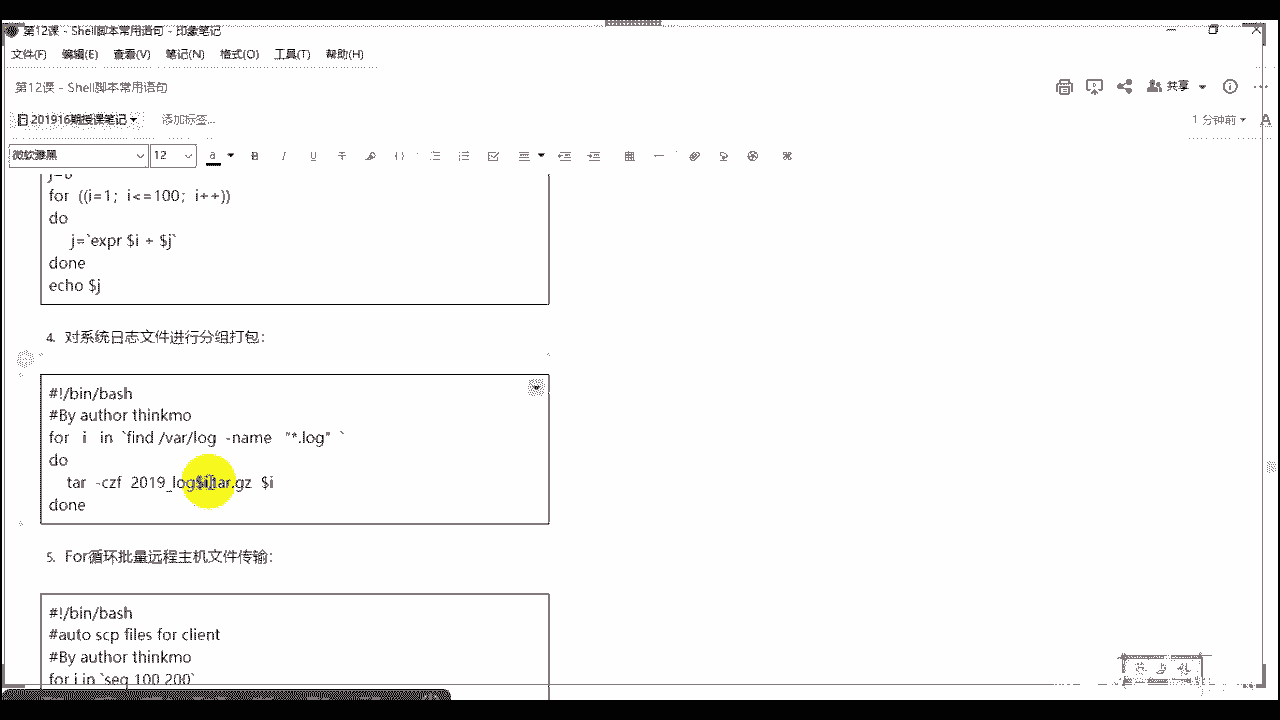 第12课 - Shell脚本常用语句 - 印象笔记
文件(F) 编辑(E) 查看(V) 笔记(N) 格式(O) 工具(T) 帮助(H)
第12课 - Shell脚本常用语句
共享
201916期授课笔记 添加标签...
1 分钟前
微软雅黑 12
j=0
for ((i=1; i<=100; i++))
do
j=`expr $i + $j`
done
echo $j
4. 对系统日志文件进行分组打包：
#!/bin/bash
#By author thinkmo
for i in `find /var/log -name "*.log" `
do
tar -czf 2019_log$i.tar.gz $i
done
5. For循环批量远程主机文件传输：
#!/bin/bash
#auto scp files for client
#By author thinkmo
for i in `seq 100 200`